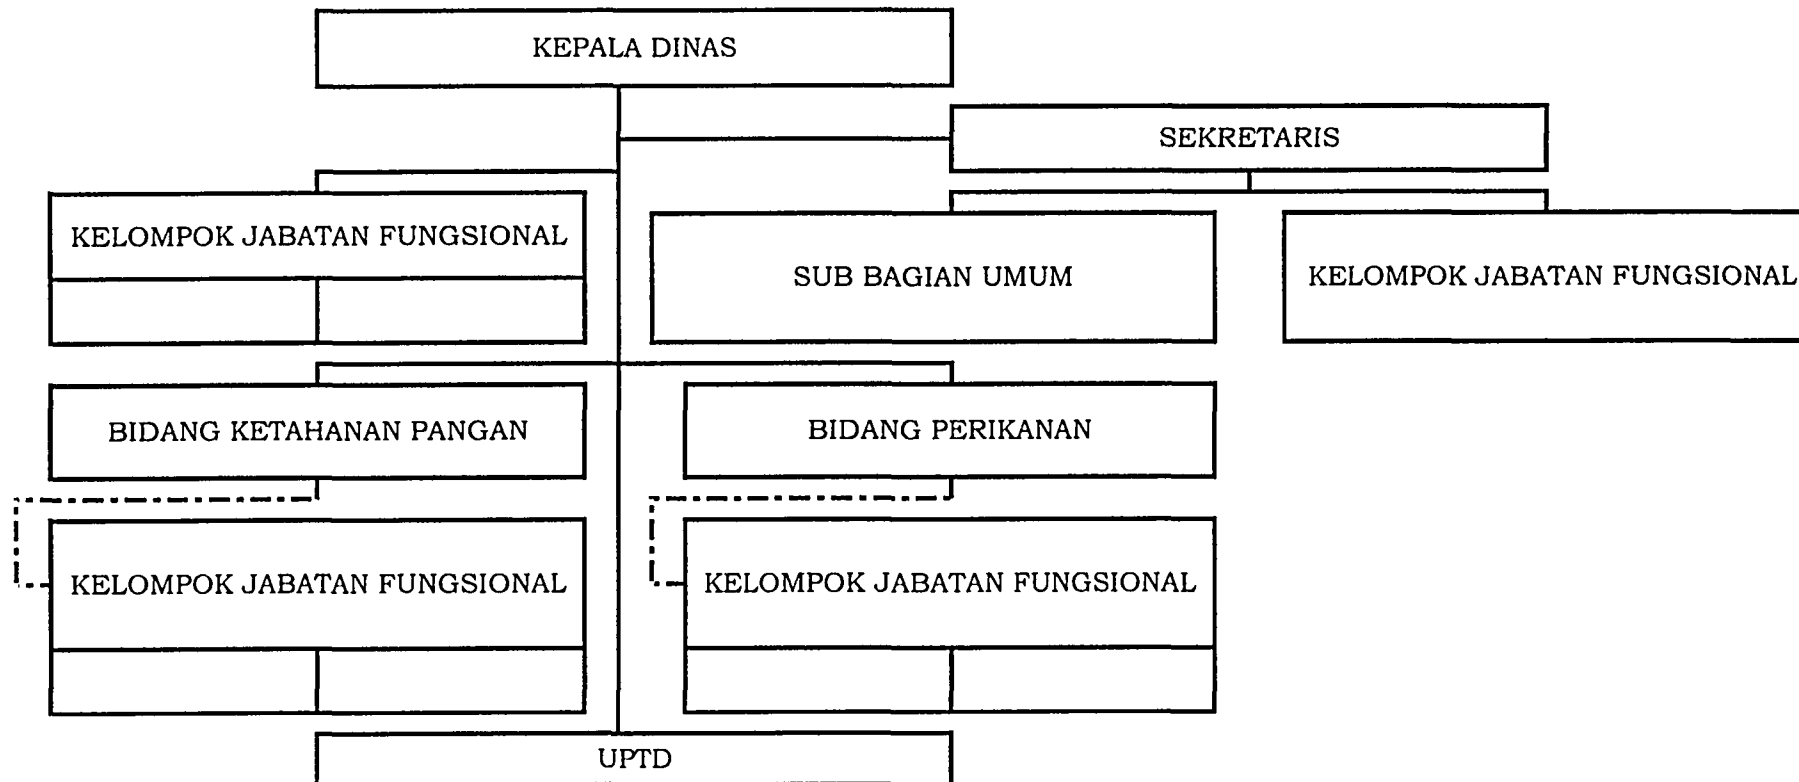 KEPALA DINAS
SEKRETARIS
KELOMPOK JABATAN FUNGSIONAL
SUB BAGIAN UMUM
KELOMPOK JABATAN FUNGSIONAL
BIDANG KETAHANAN PANGAN
BIDANG PERIKANAN
KELOMPOK JABATAN FUNGSIONAL
KELOMPOK JABATAN FUNGSIONAL
UPTD